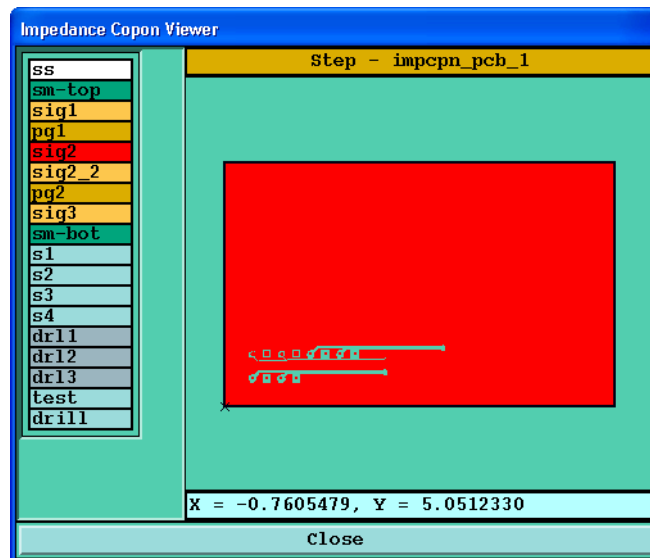 Impedance Copon Viewer
Step - impcpn_pcb_1
ss
sm-top
sig1
pg1
sig2
sig2_2
pg2
sig3
sm-bot
s1
s2
s3
s4
drl1
drl2
drl3
test
drill
X = -0.7605479, Y = 5.0512330
Close